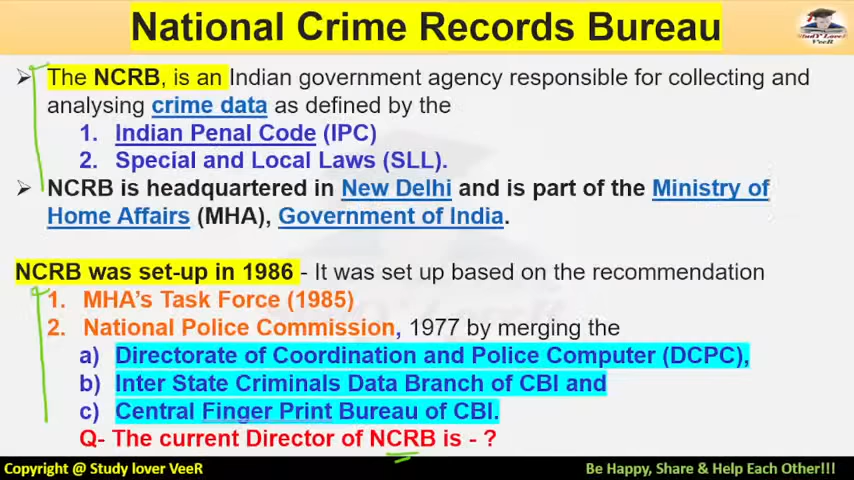 National Crime Records Bureau
StudY LoveR
VeeR
➤ The NCRB, is an Indian government agency responsible for collecting and
analysing crime data as defined by the
1. Indian Penal Code (IPC)
2. Special and Local Laws (SLL).
➤ NCRB is headquartered in New Delhi and is part of the Ministry of
Home Affairs (MHA), Government of India.
NCRB was set-up in 1986 - It was set up based on the recommendation
1. MHA's Task Force (1985)
2. National Police Commission, 1977 by merging the
a) Directorate of Coordination and Police Computer (DCPC),
b) Inter State Criminals Data Branch of CBI and
c) Central Finger Print Bureau of CBI.
Q- The current Director of NCRB is - ?
Copyright @ Study lover VeeR
Be Happy, Share & Help Each Other!!!